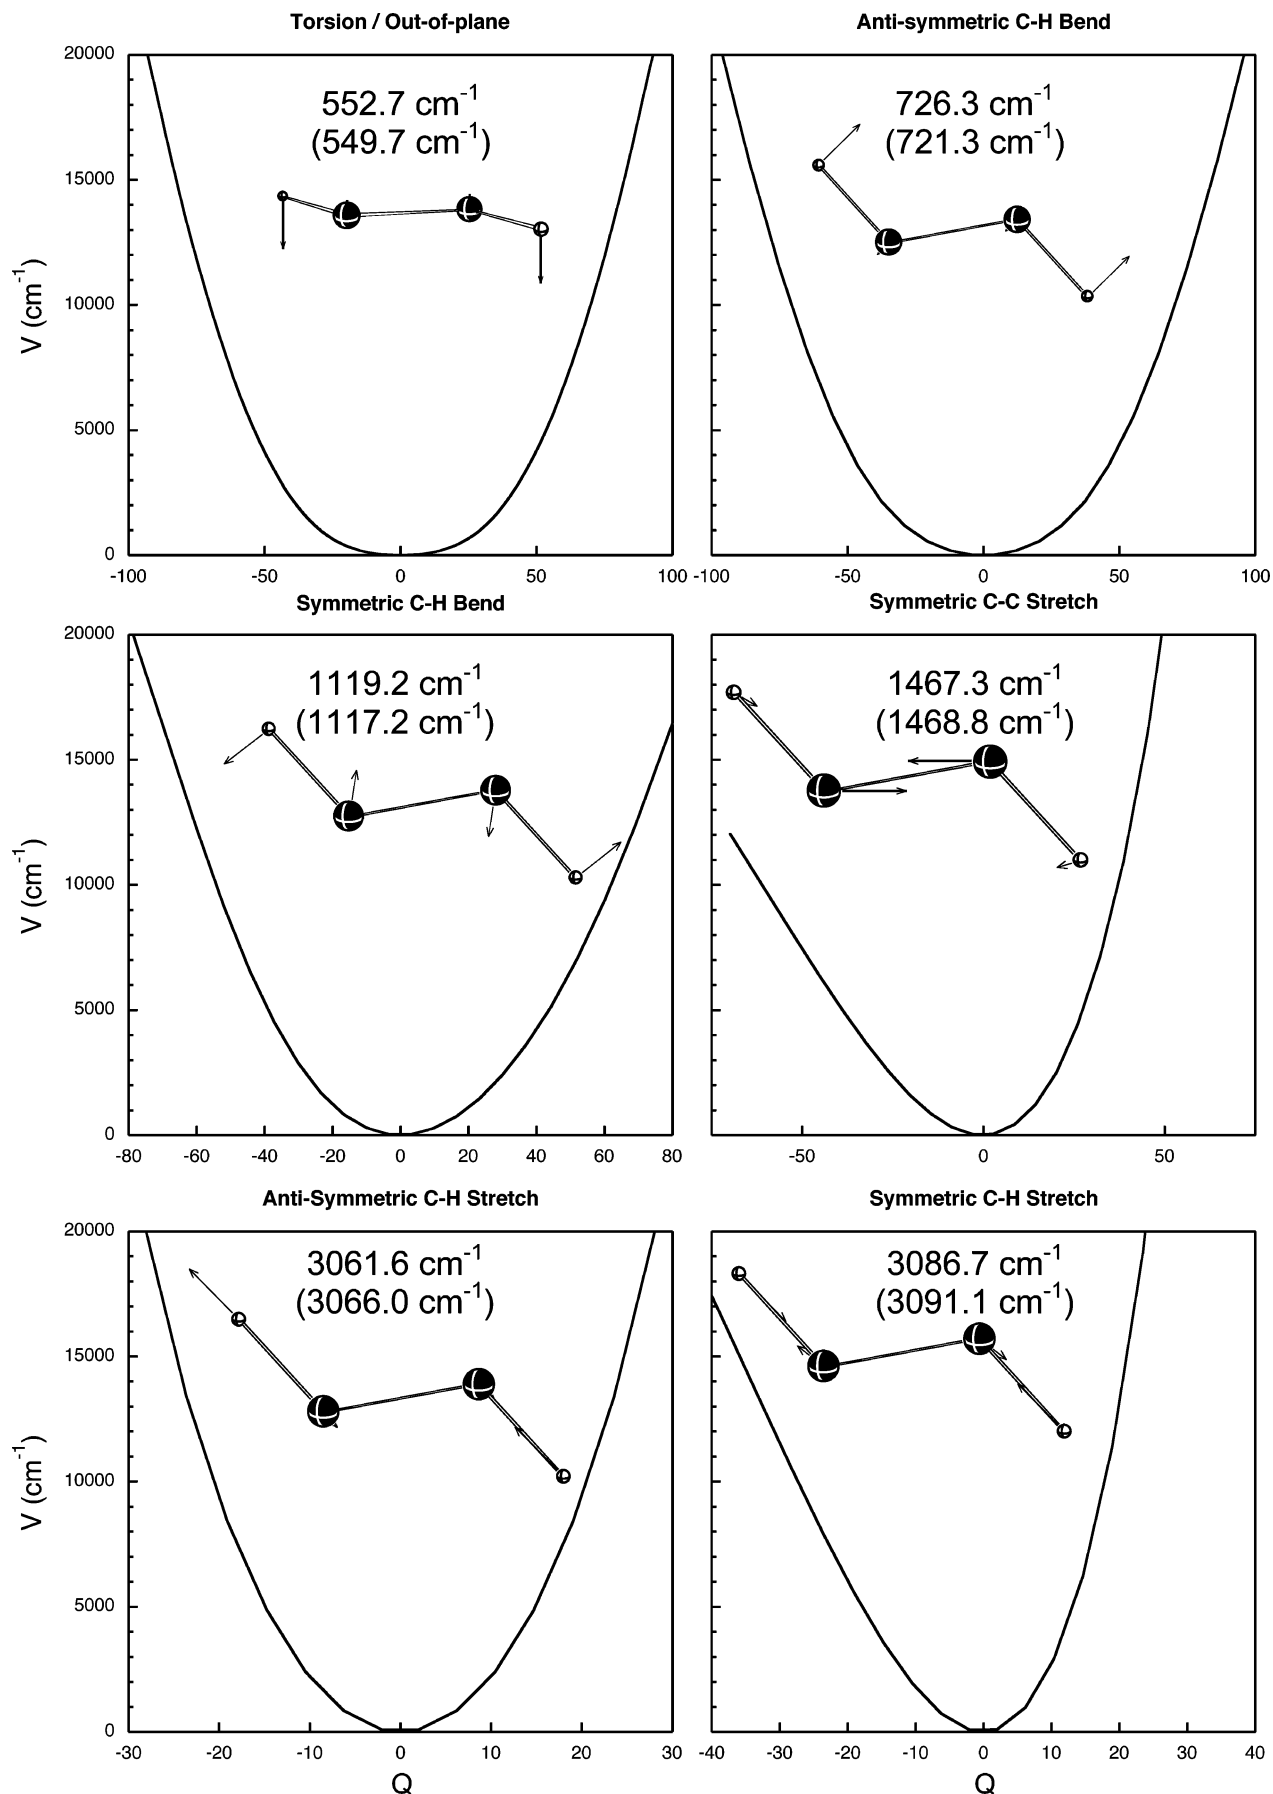 Torsion / Out-of-plane
20000
15000
10000
5000
0
V (cm⁻¹)
552.7 cm⁻¹
(549.7 cm⁻¹)
-100 -50 0 50 100
Anti-symmetric C-H Bend
726.3 cm⁻¹
(721.3 cm⁻¹)
-100 -50 0 50 100
Symmetric C-H Bend
20000
15000
10000
5000
0
V (cm⁻¹)
1119.2 cm⁻¹
(1117.2 cm⁻¹)
-80 -60 -40 -20 0 20 40 60 80
Symmetric C-C Stretch
1467.3 cm⁻¹
(1468.8 cm⁻¹)
-50 0 50
Anti-Symmetric C-H Stretch
20000
15000
10000
5000
0
V (cm⁻¹)
3061.6 cm⁻¹
(3066.0 cm⁻¹)
-30 -20 -10 0 10 20 30
Q
Symmetric C-H Stretch
3086.7 cm⁻¹
(3091.1 cm⁻¹)
-40 -30 -20 -10 0 10 20 30 40
Q